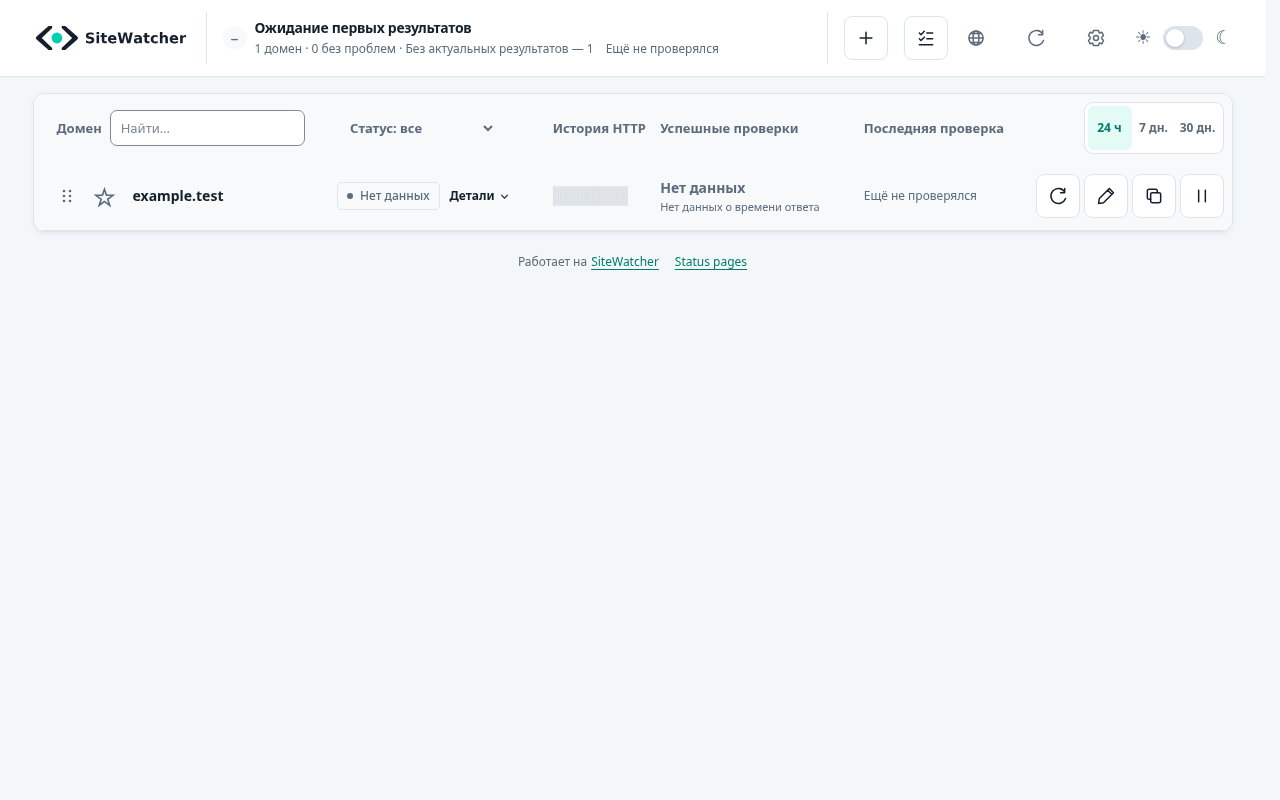 SiteWatcher
–
Ожидание первых результатов
1 домен · 0 без проблем · Без актуальных результатов — 1 Ещё не проверялся
Домен Найти... Статус: все История HTTP Успешные проверки Последняя проверка 24 ч 7 дн. 30 дн.
example.test Нет данных Детали Нет данных Ещё не проверялся
Нет данных о времени ответа
Работает на SiteWatcher Status pages